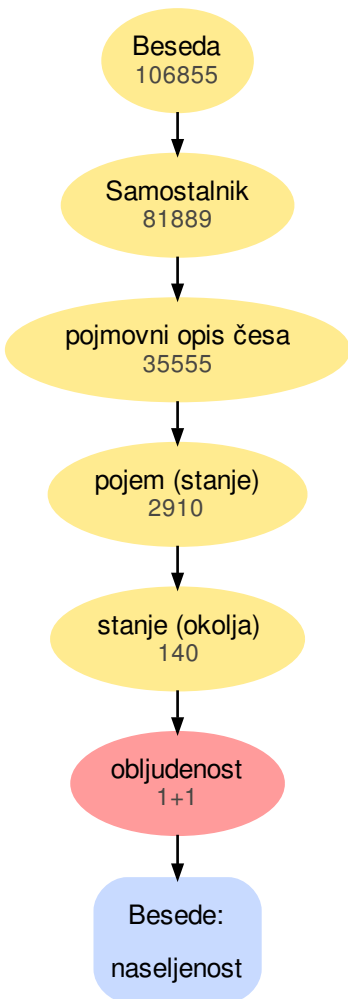 Beseda
106855
Samostalnik
81889
pojmovni opis česa
35555
pojem (stanje)
2910
stanje (okolja)
140
obljudenost
1+1
Besede:
naseljenost